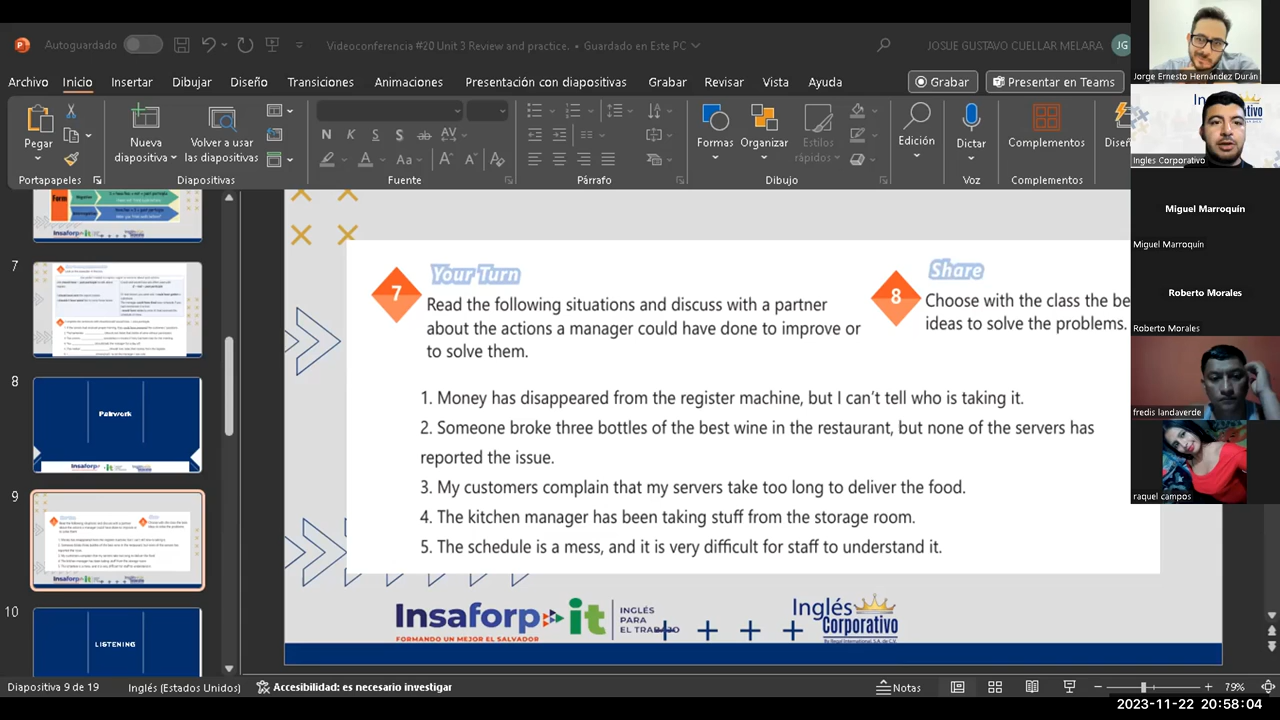 Autoguardado
Videoconferencia #20 Unit 3 Review and practice. • Guardado en Este PC
JOSUE GUSTAVO CUELLAR MELARA
JG
Archivo Inicio Insertar Dibujar Diseño Transiciones Animaciones Presentación con diapositivas Grabar Revisar Vista Ayuda
Grabar
Presentar en Teams
Pegar
Nueva
diapositiva
Volver a usar
las diapositivas
Formas
Organizar
Estilos
rápidos
Edición
Dictar
Complementos
Portapapeles
Diapositivas
Fuente
Párrafo
Dibujo
Voz
Complementos
Jorge Ernesto Hernández Durán
Ingles Corporativo
Miguel Marroquín
Miguel Marroquín
Roberto Morales
Roberto Morales
fredis landaverde
raquel campos
7
8
Pairwork
9
10
LISTENING
7
Your Turn
Read the following situations and discuss with a partner
about the actions a manager could have done to improve or
to solve them.
8
Share
Choose with the class the be
ideas to solve the problems.
1. Money has disappeared from the register machine, but I can't tell who is taking it.
2. Someone broke three bottles of the best wine in the restaurant, but none of the servers has
reported the issue.
3. My customers complain that my servers take too long to deliver the food.
4. The kitchen manager has been taking stuff from the storage room.
5. The schedule is a mess, and it is very difficult for staff to understand it.
Insaforp it
FORMANDO UN MEJOR EL SALVADOR
INGLÉS
PARA
EL TRABAJO
Inglés
Corporativo
Diapositiva 9 de 19
Inglés (Estados Unidos)
Accesibilidad: es necesario investigar
Notas
79%
2023-11-22 20:58:04